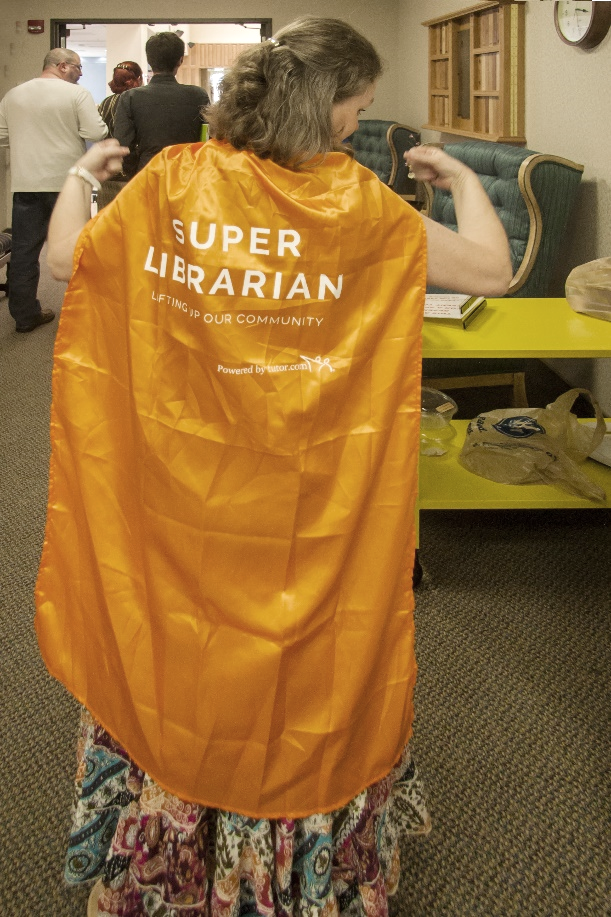 SUPER
LIBRARIAN
LIFTING UP OUR COMMUNITY
Powered by tutor.com